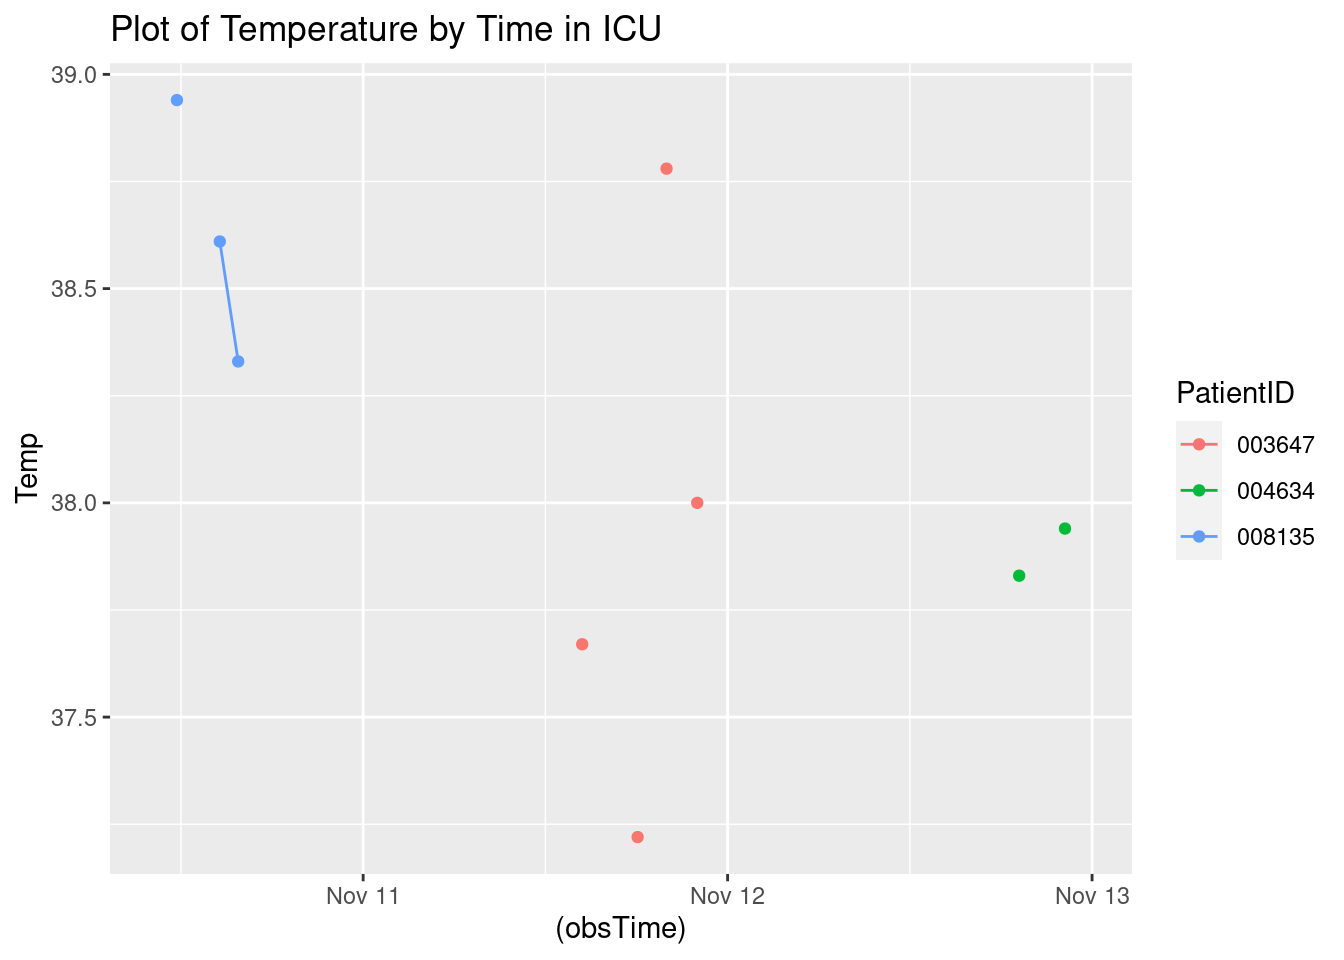 Plot of Temperature by Time in ICU
39.0
38.5
38.0
37.5
Temp
Nov 11
Nov 12
Nov 13
(obsTime)
PatientID
003647
004634
008135